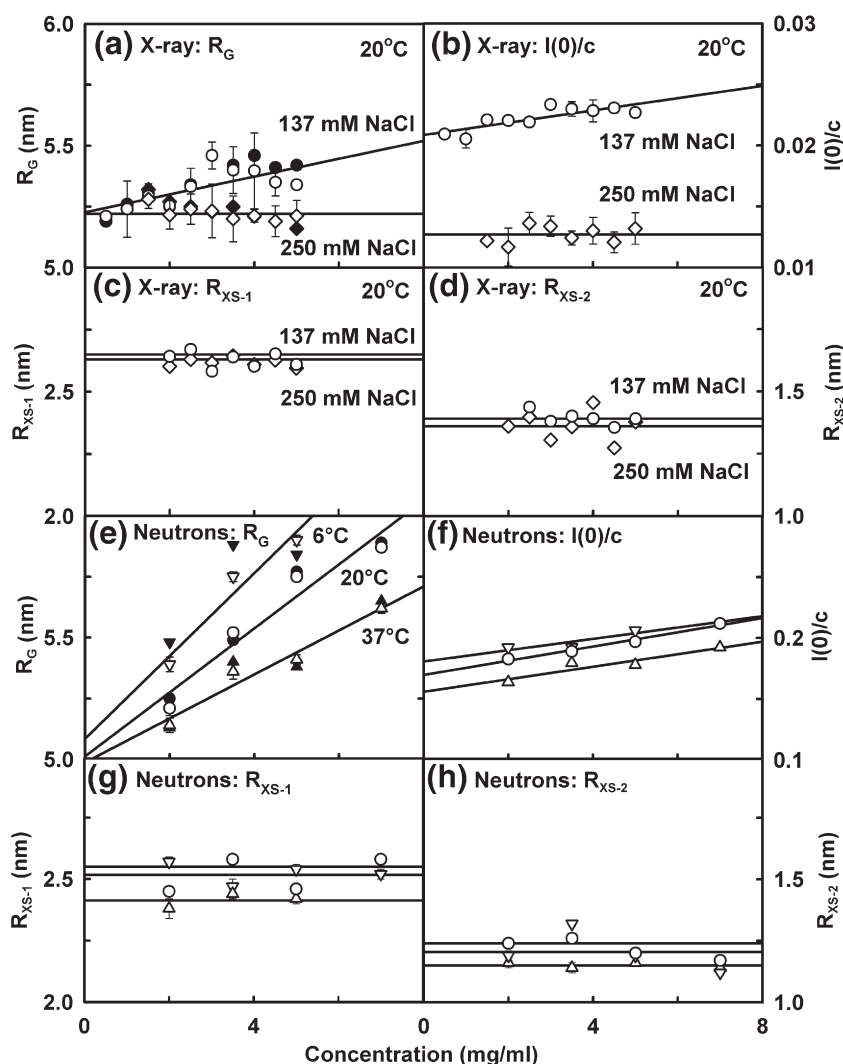 6.0
(a) X-ray: RG 20°C
(b) X-ray: I(0)/c 20°C
0.03
RG (nm)
5.5
137 mM NaCl
250 mM NaCl
5.0
137 mM NaCl
250 mM NaCl
0.02
I(0)/c
0.01
(c) X-ray: RXS-1 20°C
(d) X-ray: RXS-2 20°C
RXS-1 (nm)
2.5
137 mM NaCl
250 mM NaCl
2.0
137 mM NaCl
250 mM NaCl
1.5
RXS-2 (nm)
1.0
(e) Neutrons: RG
6°C
20°C
37°C
(f) Neutrons: I(0)/c
RG (nm)
5.5
5.0
0.2
I(0)/c
0.1
(g) Neutrons: RXS-1
(h) Neutrons: RXS-2
RXS-1 (nm)
2.5
2.0
1.5
RXS-2 (nm)
1.0
0 4 0 4 8
Concentration (mg/ml)